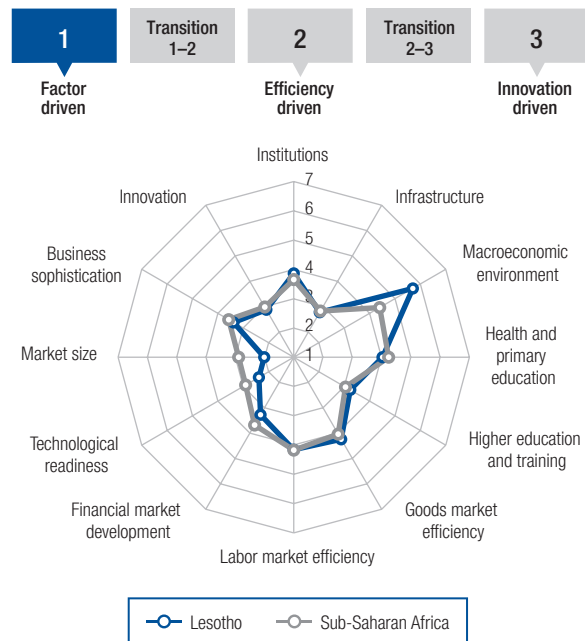 1
Transition
1–2
2
Transition
2–3
3
Factor
driven
Efficiency
driven
Innovation
driven
Institutions
7
6
5
4
3
2
1
Infrastructure
Macroeconomic
environment
Health and
primary
education
Higher education
and training
Goods market
efficiency
Labor market efficiency
Financial market
development
Technological
readiness
Market size
Business
sophistication
Innovation
Lesotho
Sub-Saharan Africa